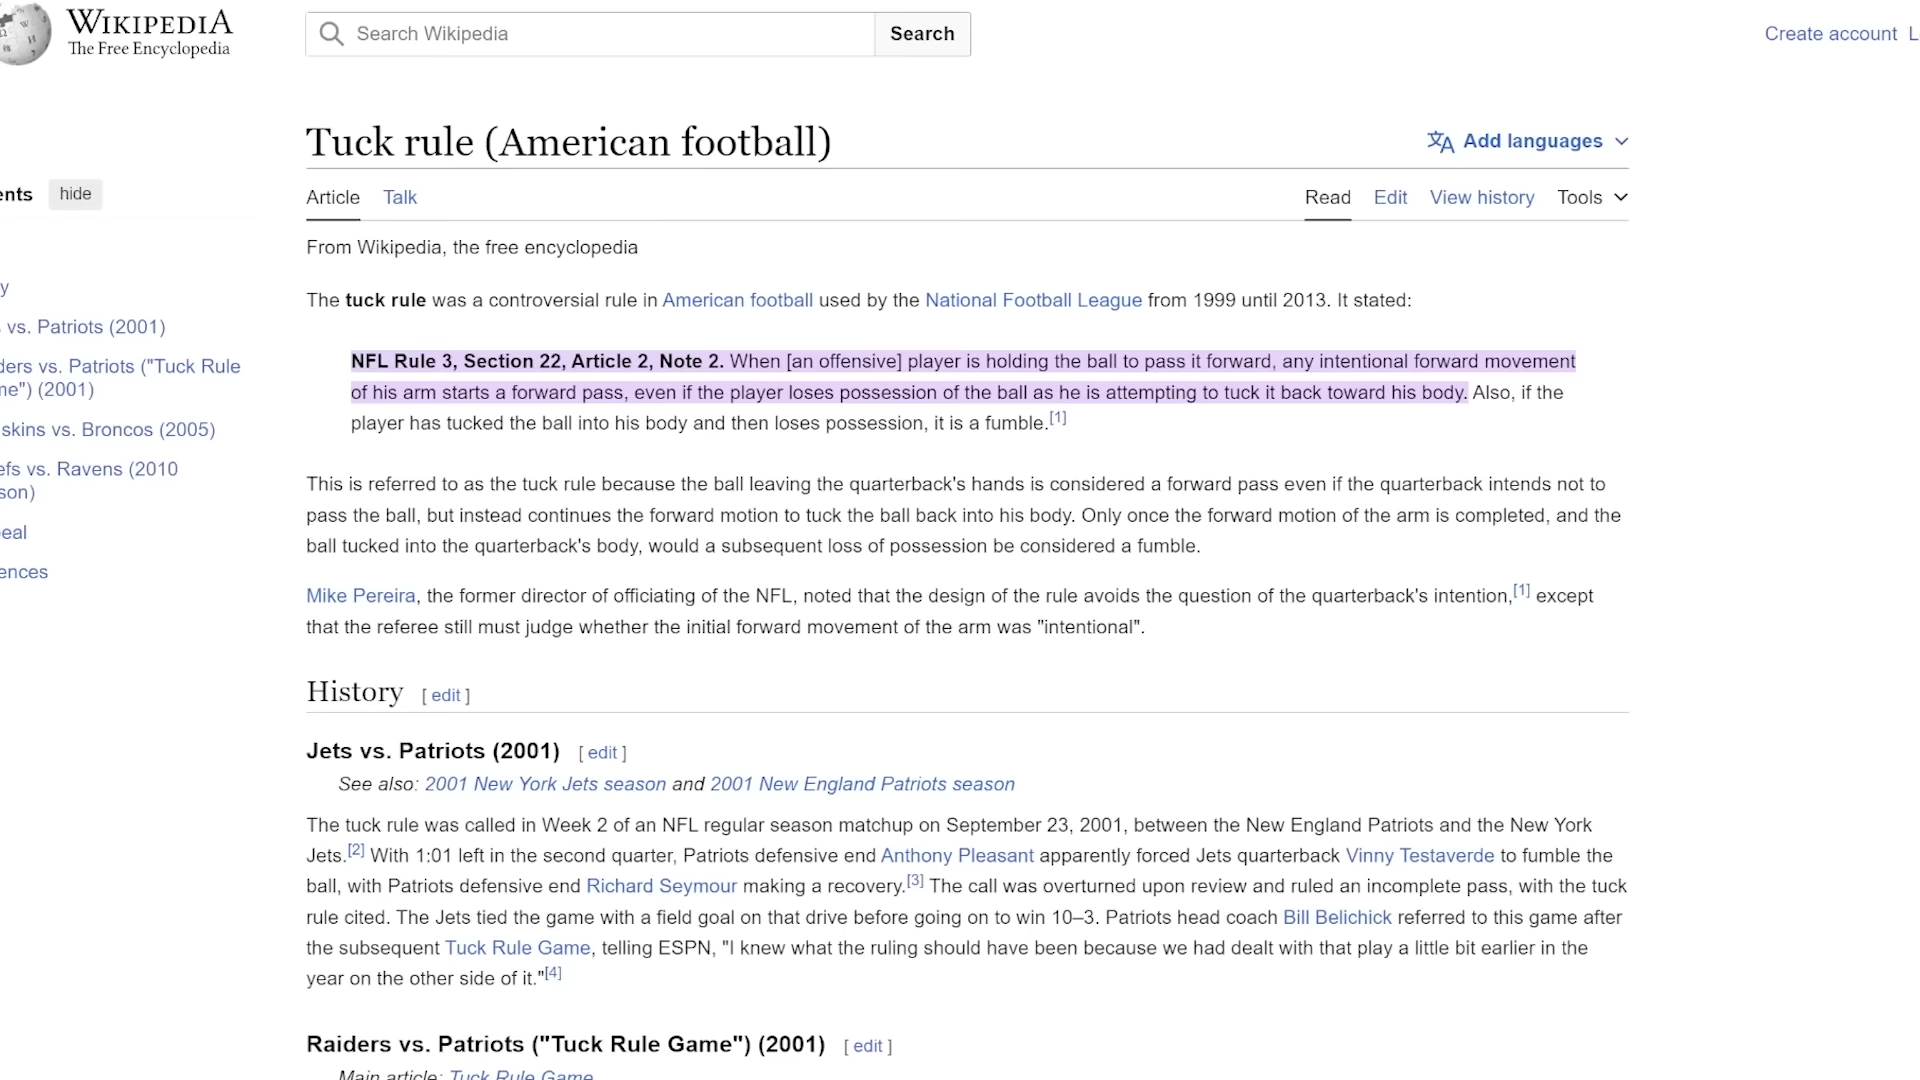 WIKIPEDIA
The Free Encyclopedia
Search Wikipedia
Search
Create account
Tuck rule (American football)
Add languages
hide
Article Talk
Read Edit View history Tools
From Wikipedia, the free encyclopedia
The tuck rule was a controversial rule in American football used by the National Football League from 1999 until 2013. It stated:
NFL Rule 3, Section 22, Article 2, Note 2. When [an offensive] player is holding the ball to pass it forward, any intentional forward movement
of his arm starts a forward pass, even if the player loses possession of the ball as he is attempting to tuck it back toward his body. Also, if the
player has tucked the ball into his body and then loses possession, it is a fumble.[1]
This is referred to as the tuck rule because the ball leaving the quarterback's hands is considered a forward pass even if the quarterback intends not to
pass the ball, but instead continues the forward motion to tuck the ball back into his body. Only once the forward motion of the arm is completed, and the
ball tucked into the quarterback's body, would a subsequent loss of possession be considered a fumble.
Mike Pereira, the former director of officiating of the NFL, noted that the design of the rule avoids the question of the quarterback's intention,[1] except
that the referee still must judge whether the initial forward movement of the arm was "intentional".
History [ edit ]
Jets vs. Patriots (2001) [ edit ]
See also: 2001 New York Jets season and 2001 New England Patriots season
The tuck rule was called in Week 2 of an NFL regular season matchup on September 23, 2001, between the New England Patriots and the New York
Jets.[2] With 1:01 left in the second quarter, Patriots defensive end Anthony Pleasant apparently forced Jets quarterback Vinny Testaverde to fumble the
ball, with Patriots defensive end Richard Seymour making a recovery.[3] The call was overturned upon review and ruled an incomplete pass, with the tuck
rule cited. The Jets tied the game with a field goal on that drive before going on to win 10–3. Patriots head coach Bill Belichick referred to this game after
the subsequent Tuck Rule Game, telling ESPN, "I knew what the ruling should have been because we had dealt with that play a little bit earlier in the
year on the other side of it."[4]
Raiders vs. Patriots ("Tuck Rule Game") (2001) [ edit ]
Main article: Tuck Rule Game
ents
y
vs. Patriots (2001)
ders vs. Patriots ("Tuck Rule
me") (2001)
skins vs. Broncos (2005)
efs vs. Ravens (2010
son)
eal
ences